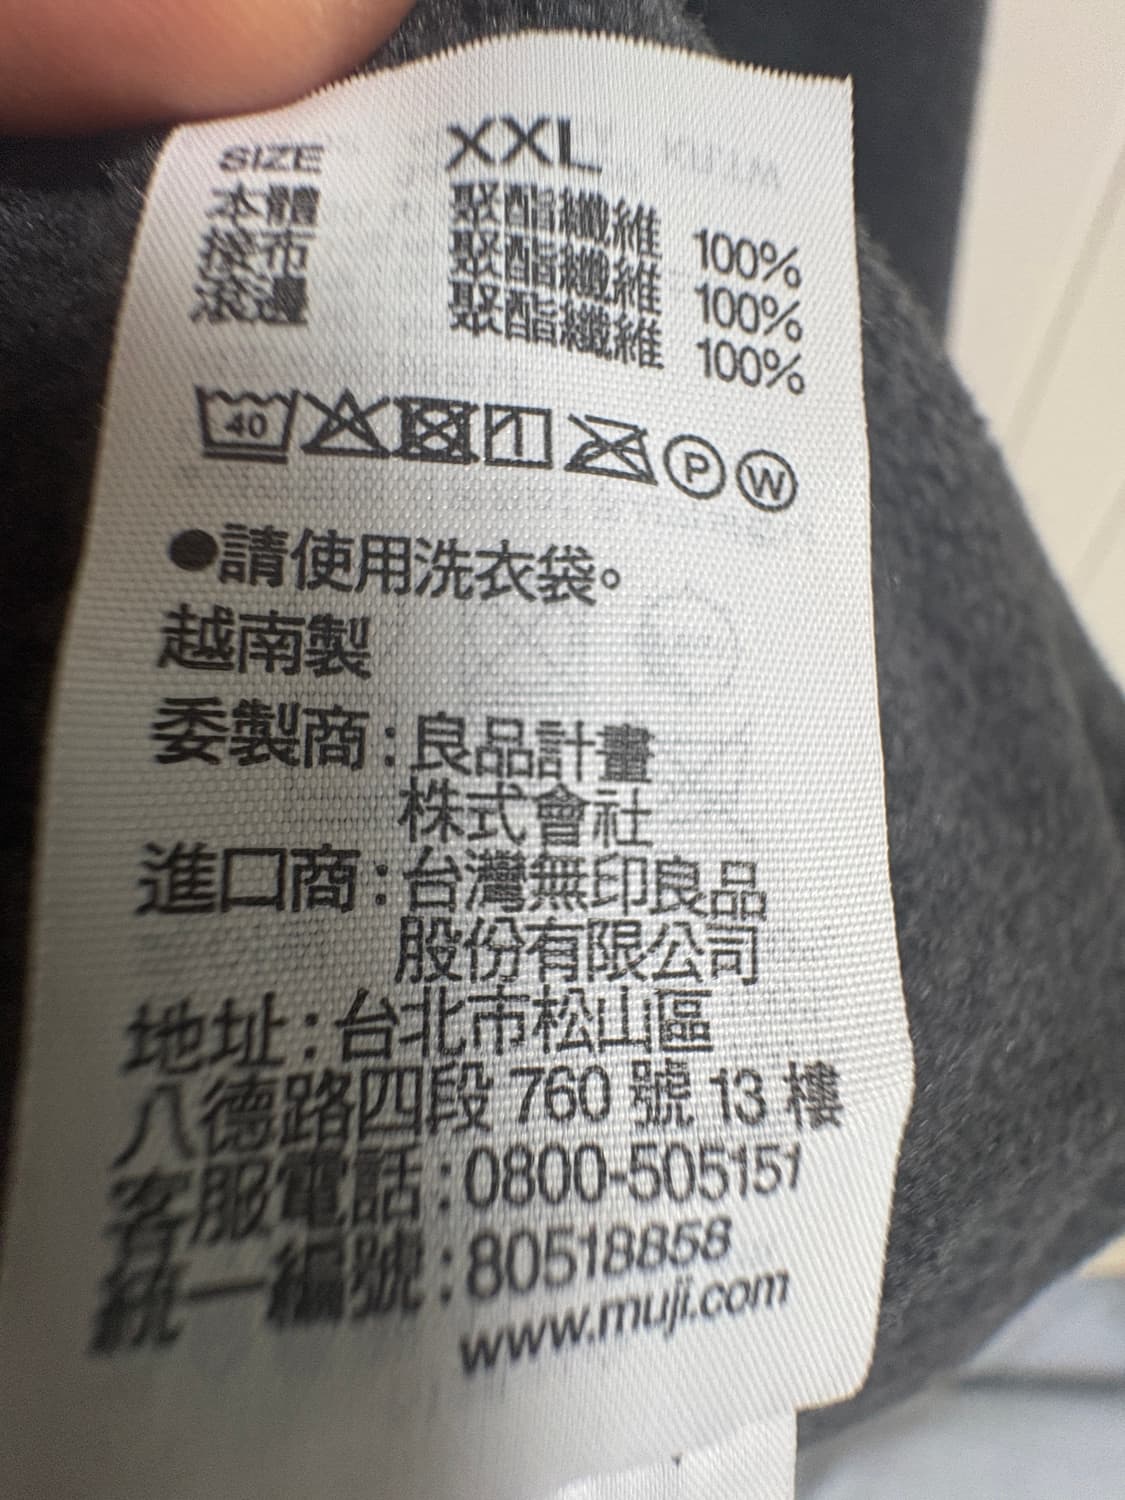 SIZE XXL
本體 聚酯纖維 100%
接布 聚酯纖維 100%
滾邊 聚酯纖維 100%
40 P W
●請使用洗衣袋。
越南製
委製商:良品計畫
株式會社
進口商:台灣無印良品
股份有限公司
地址:台北市松山區
八德路四段 760 號 13 樓
客服電話:0800-505151
統一編號:80518858
www.muji.com